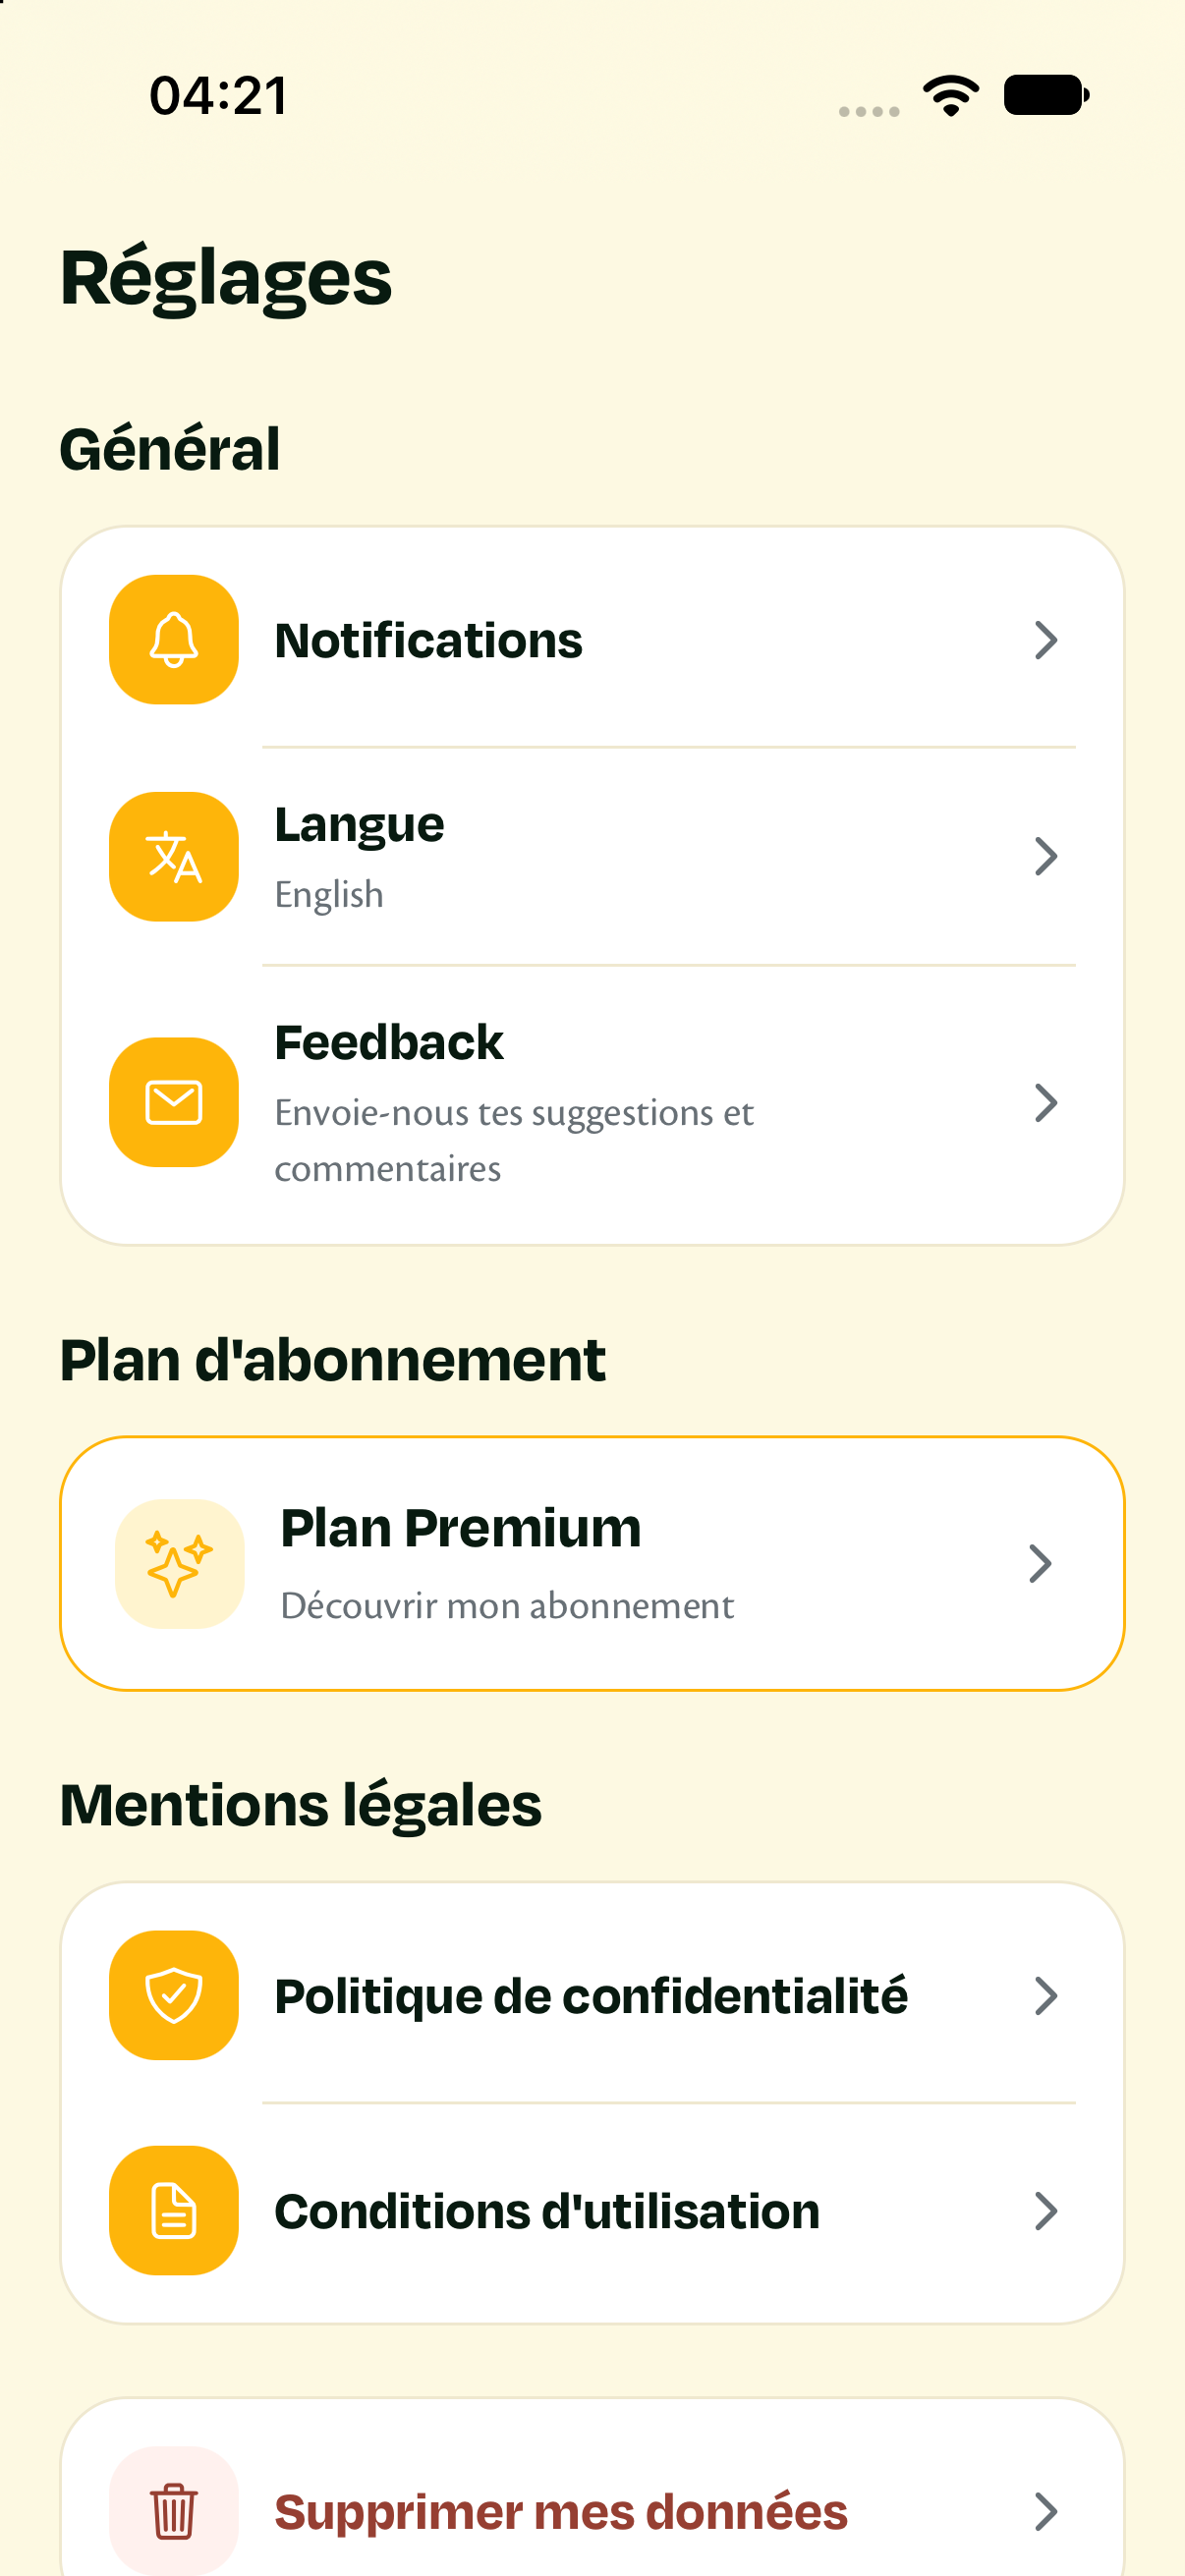 04:21
Réglages
Général
Notifications
Langue
English
Feedback
Envoie-nous tes suggestions et
commentaires
Plan d'abonnement
Plan Premium
Découvrir mon abonnement
Mentions légales
Politique de confidentialité
Conditions d'utilisation
Supprimer mes données